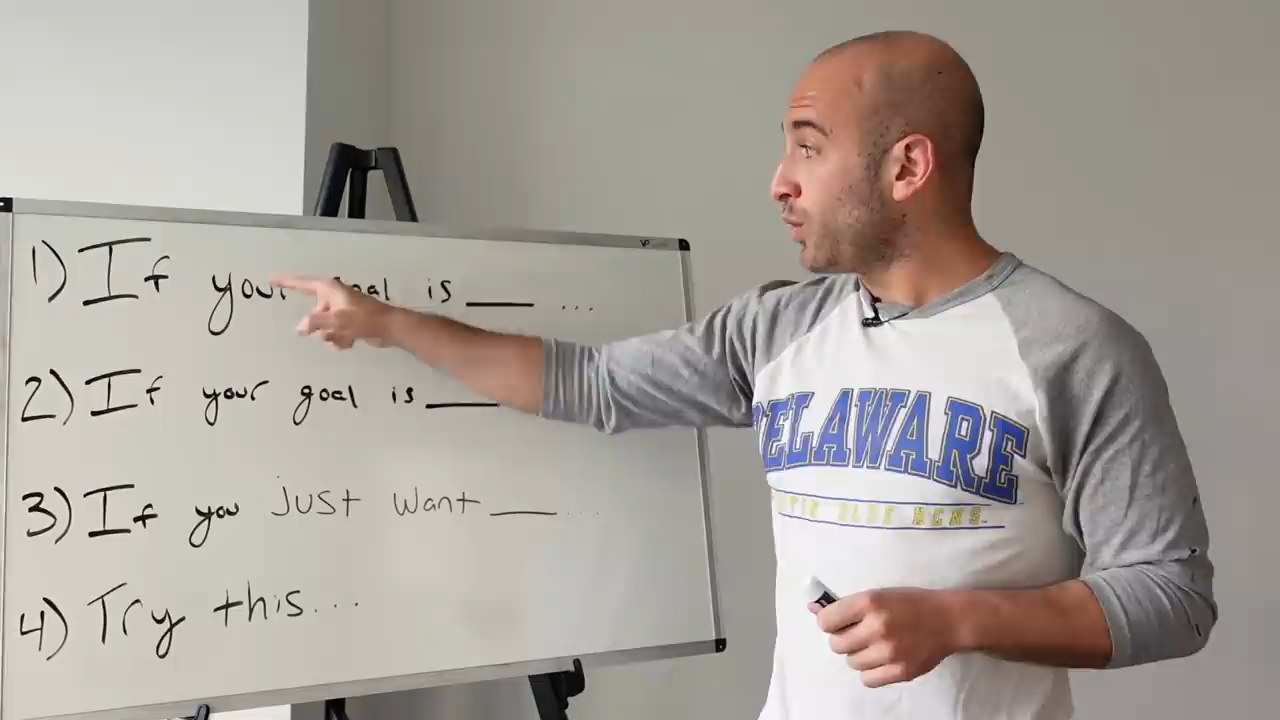 1) If your goal is ___ ...
2) If your goal is ___
3) If you just want ___ ...
4) Try this...
DELAWARE
HENS